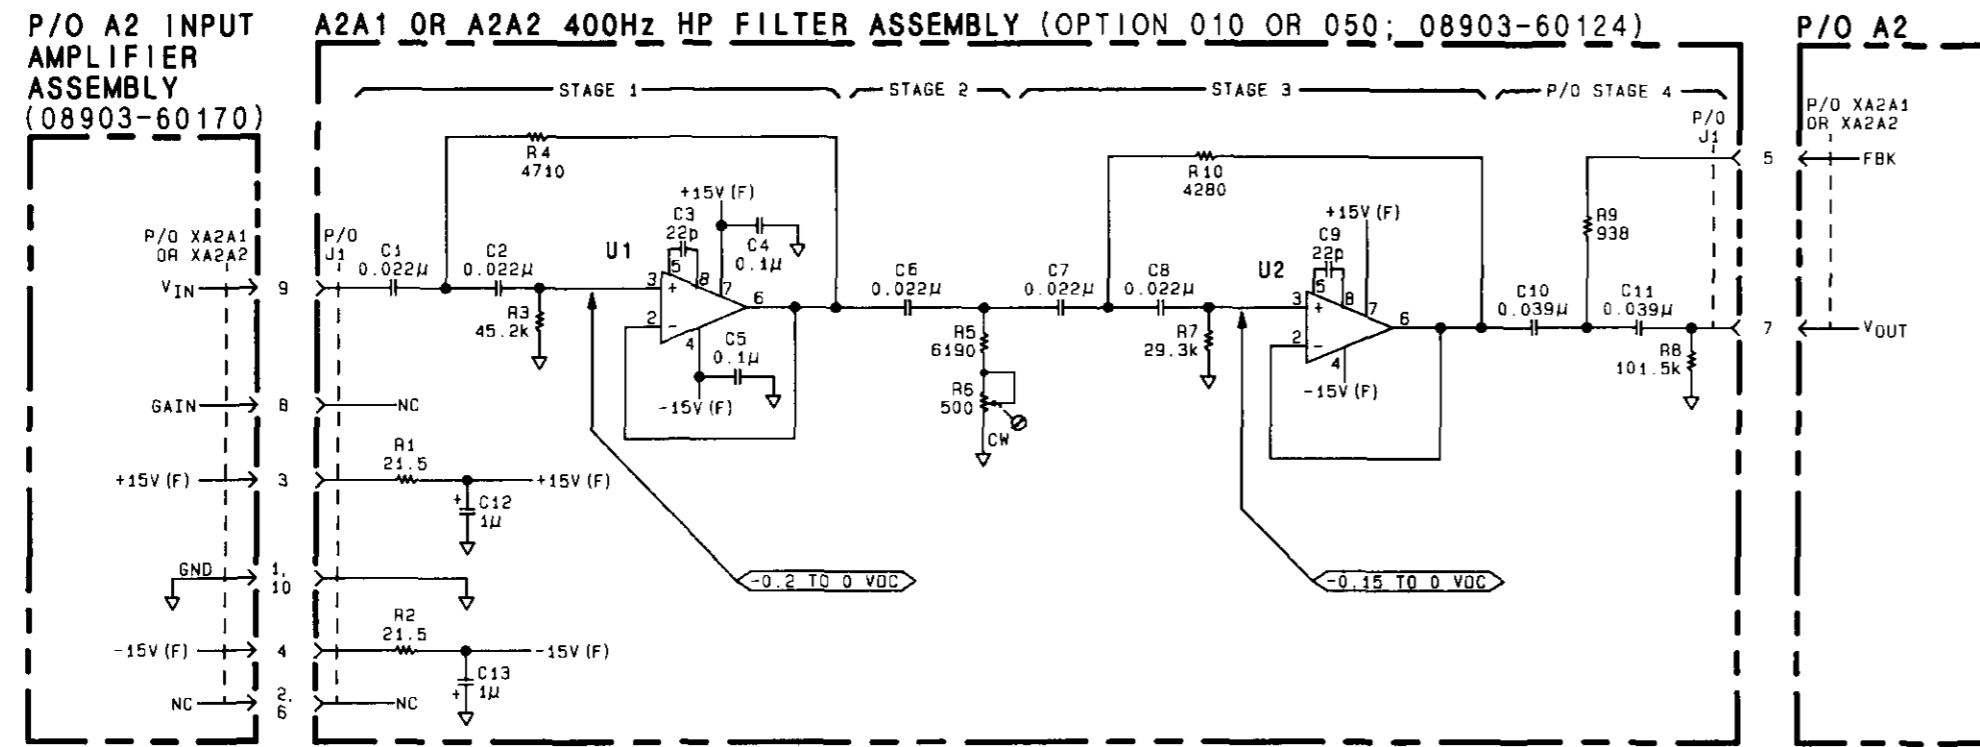 P/O A2 INPUT
AMPLIFIER
ASSEMBLY
(08903-60170)
A2A1 OR A2A2 400Hz HP FILTER ASSEMBLY (OPTION 010 OR 050; 08903-60124)
P/O A2
STAGE 1
STAGE 2
STAGE 3
P/O STAGE 4
P/O XA2A1
OR XA2A2
P/O
J1
P/O
J1
P/O XA2A1
OR XA2A2
VIN
9
GAIN
8
NC
+15V(F)
3
GND
1,
10
-15V(F)
4
NC
2,
6
NC
C1
0.022µ
C2
0.022µ
R3
45.2k
R4
4710
U1
C3
22p
+15V(F)
C4
0.1µ
3
+
2
-
5
8
7
6
4
C5
0.1µ
-15V(F)
R1
21.5
+15V(F)
+
C12
1µ
R2
21.5
-15V(F)
+
C13
1µ
-0.2 TO 0 VDC
C6
0.022µ
R5
6190
R6
500
CW
C7
0.022µ
C8
0.022µ
R7
29.3k
R10
4280
U2
C9
22p
+15V(F)
3
+
2
-
5
8
7
6
4
-15V(F)
-0.15 TO 0 VDC
C10
0.039µ
C11
0.039µ
R9
938
R8
101.5k
5
FBK
7
VOUT